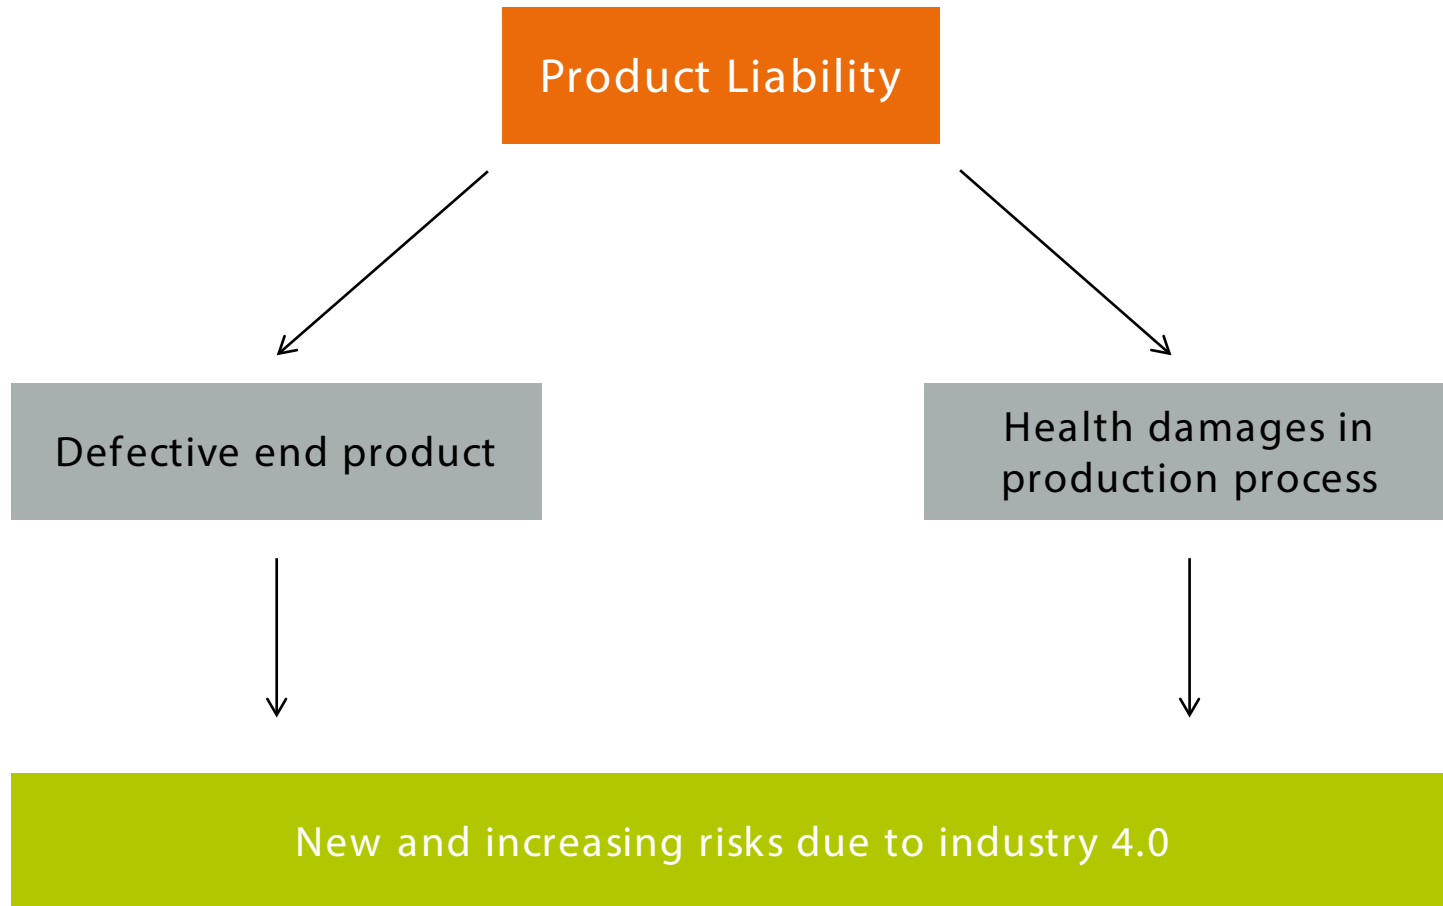 Product Liability
Defective end product
Health damages in
production process
New and increasing risks due to industry 4.0